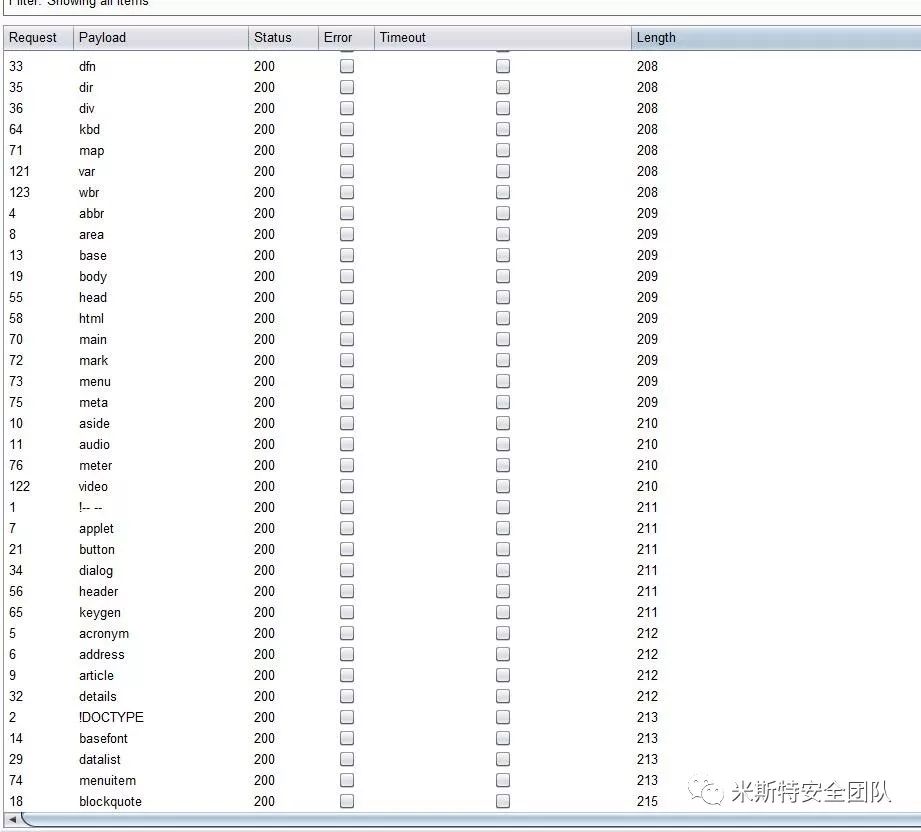 Filter: Showing all items
Request Payload Status Error Timeout Length
33 dfn 200 208
35 dir 200 208
36 div 200 208
64 kbd 200 208
71 map 200 208
121 var 200 208
123 wbr 200 208
4 abbr 200 209
8 area 200 209
13 base 200 209
19 body 200 209
55 head 200 209
58 html 200 209
70 main 200 209
72 mark 200 209
73 menu 200 209
75 meta 200 209
10 aside 200 210
11 audio 200 210
76 meter 200 210
122 video 200 210
1 !-- -- 200 211
7 applet 200 211
21 button 200 211
34 dialog 200 211
56 header 200 211
65 keygen 200 211
5 acronym 200 212
6 address 200 212
9 article 200 212
32 details 200 212
2 !DOCTYPE 200 213
14 basefont 200 213
29 datalist 200 213
74 menuitem 200 213
18 blockquote 200 215
米斯特安全团队